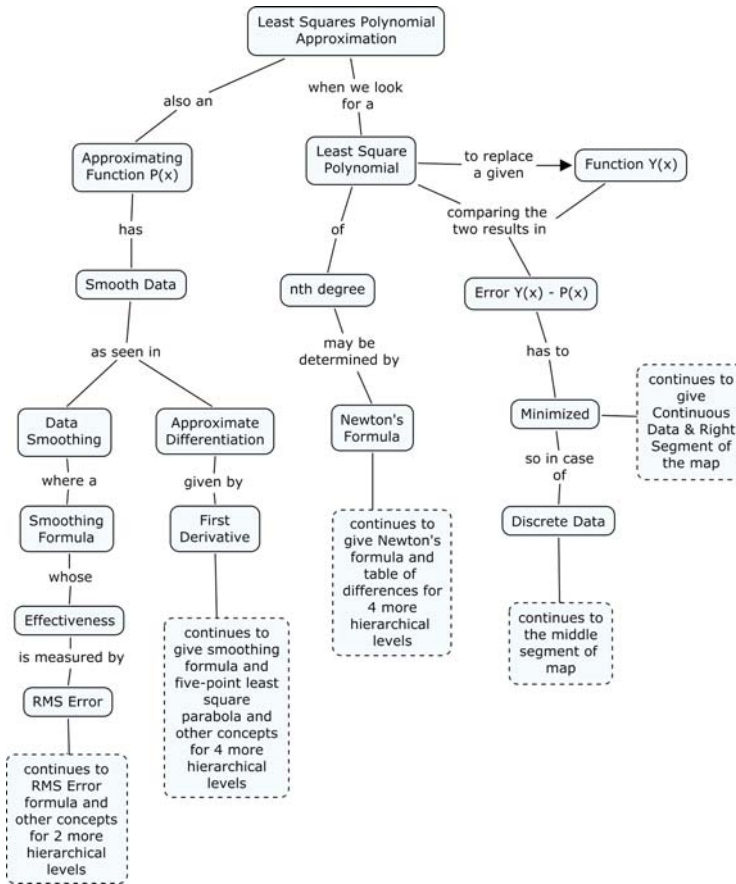 Least Squares Polynomial
Approximation
also an
when we look
for a
Approximating
Function P(x)
Least Square
Polynomial
to replace
a given
Function Y(x)
has
of
comparing the
two results in
Smooth Data
nth degree
Error Y(x) - P(x)
as seen in
may be
determined by
has to
Data
Smoothing
Approximate
Differentiation
Newton's
Formula
Minimized
continues to
give
Continuous
Data & Right
Segment of
the map
where a
given by
so in case
of
Smoothing
Formula
First
Derivative
continues to
give Newton's
formula and
table of
differences for
4 more
hierarchical
levels
Discrete Data
whose
Effectiveness
continues to
give smoothing
formula and
five-point least
square
parabola and
other concepts
for 4 more
hierarchical
levels
continues to
the middle
segment of
map
is measured by
RMS Error
continues to
RMS Error
formula and
other concepts
for 2 more
hierarchical
levels